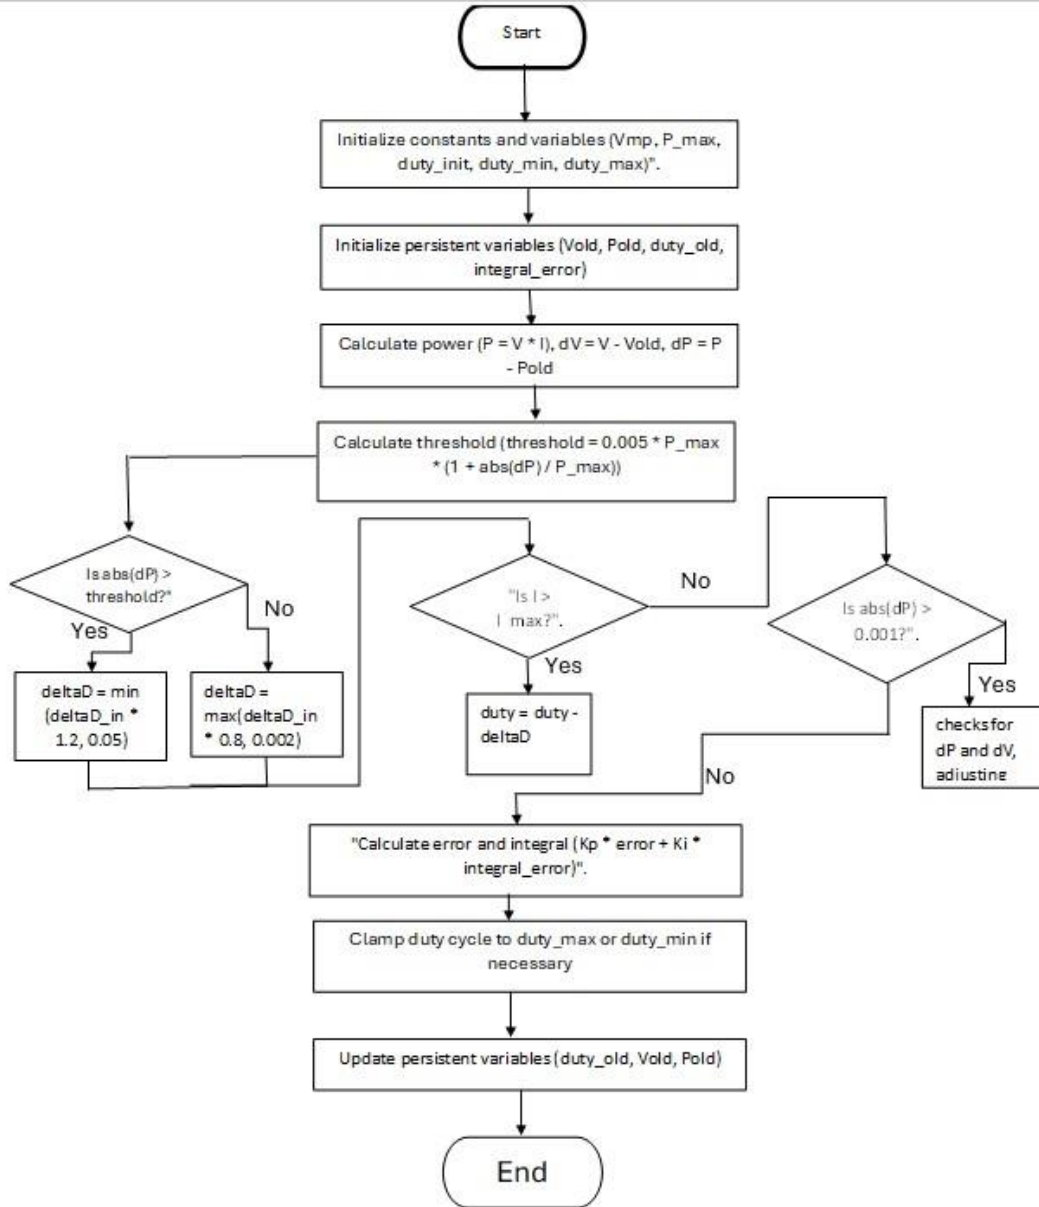 Start
Initialize constants and variables (Vmp, P_max,
duty_init, duty_min, duty_max)".
Initialize persistent variables (Vold, Pold, duty_old,
integral_error)
Calculate power (P = V * I), dV = V - Vold, dP = P
- Pold
Calculate threshold (threshold = 0.005 * P_max
* (1 + abs(dP) / P_max))
Is abs(dP) >
threshold?"
Yes
No
deltaD = min
(deltaD_in *
1.2, 0.05)
deltaD =
max(deltaD_in
* 0.8, 0.002)
"Is I >
I_max?".
No
Yes
duty = duty -
deltaD
Is abs(dP) >
0.001?".
Yes
checks for
dP and dV,
adjusting
No
"Calculate error and integral (Kp * error + Ki *
integral_error)".
Clamp duty cycle to duty_max or duty_min if
necessary
Update persistent variables (duty_old, Vold, Pold)
End